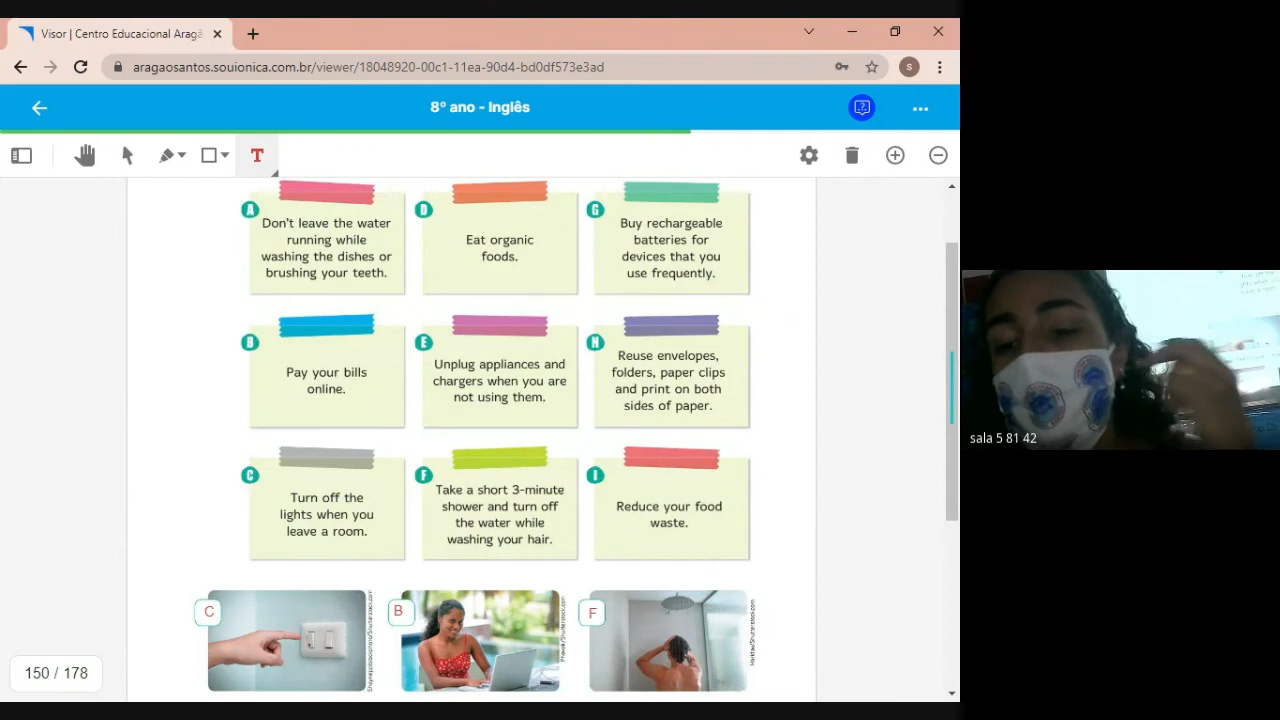 Visor | Centro Educacional Aragã
aragaosantos.souionica.com.br/viewer/18048920-00c1-11ea-90d4-bd0df573e3ad
s
8º ano - Inglês
T
A
Don't leave the water
running while
washing the dishes or
brushing your teeth.
D
Eat organic
foods.
G
Buy rechargeable
batteries for
devices that you
use frequently.
B
Pay your bills
online.
E
Unplug appliances and
chargers when you are
not using them.
H
Reuse envelopes,
folders, paper clips
and print on both
sides of paper.
C
Turn off the
lights when you
leave a room.
F
Take a short 3-minute
shower and turn off
the water while
washing your hair.
I
Reduce your food
waste.
C
B
F
150 / 178
sala 5 81 42